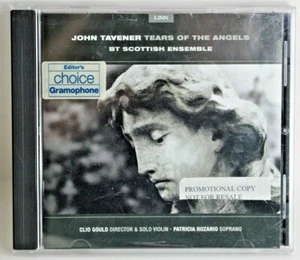 LINN
JOHN TAVENER TEARS OF THE ANGELS
BT SCOTTISH ENSEMBLE
Editor's
choice
Gramophone
PROMOTIONAL COPY
NOT FOR RESALE
CLIO GOULD DIRECTOR & SOLO VIOLIN · PATRICIA ROZARIO SOPRANO